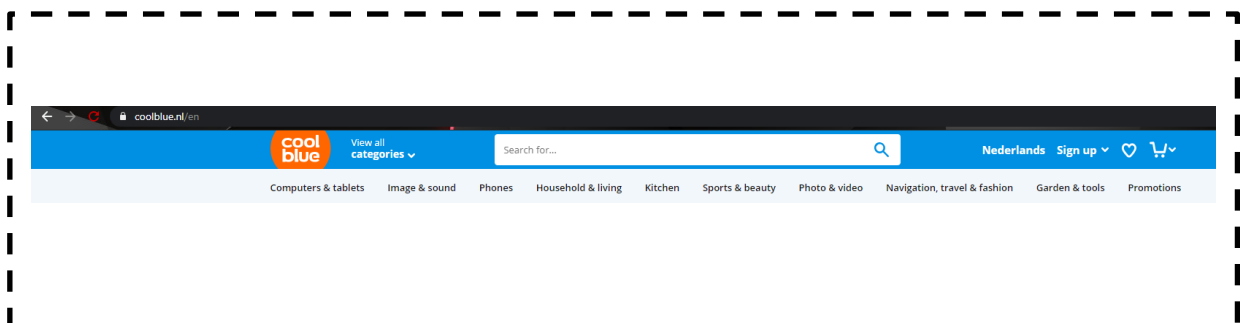 coolblue.nl/en
cool
blue
View all
categories
Search for...
Nederlands Sign up
Computers & tablets Image & sound Phones Household & living Kitchen Sports & beauty Photo & video Navigation, travel & fashion Garden & tools Promotions